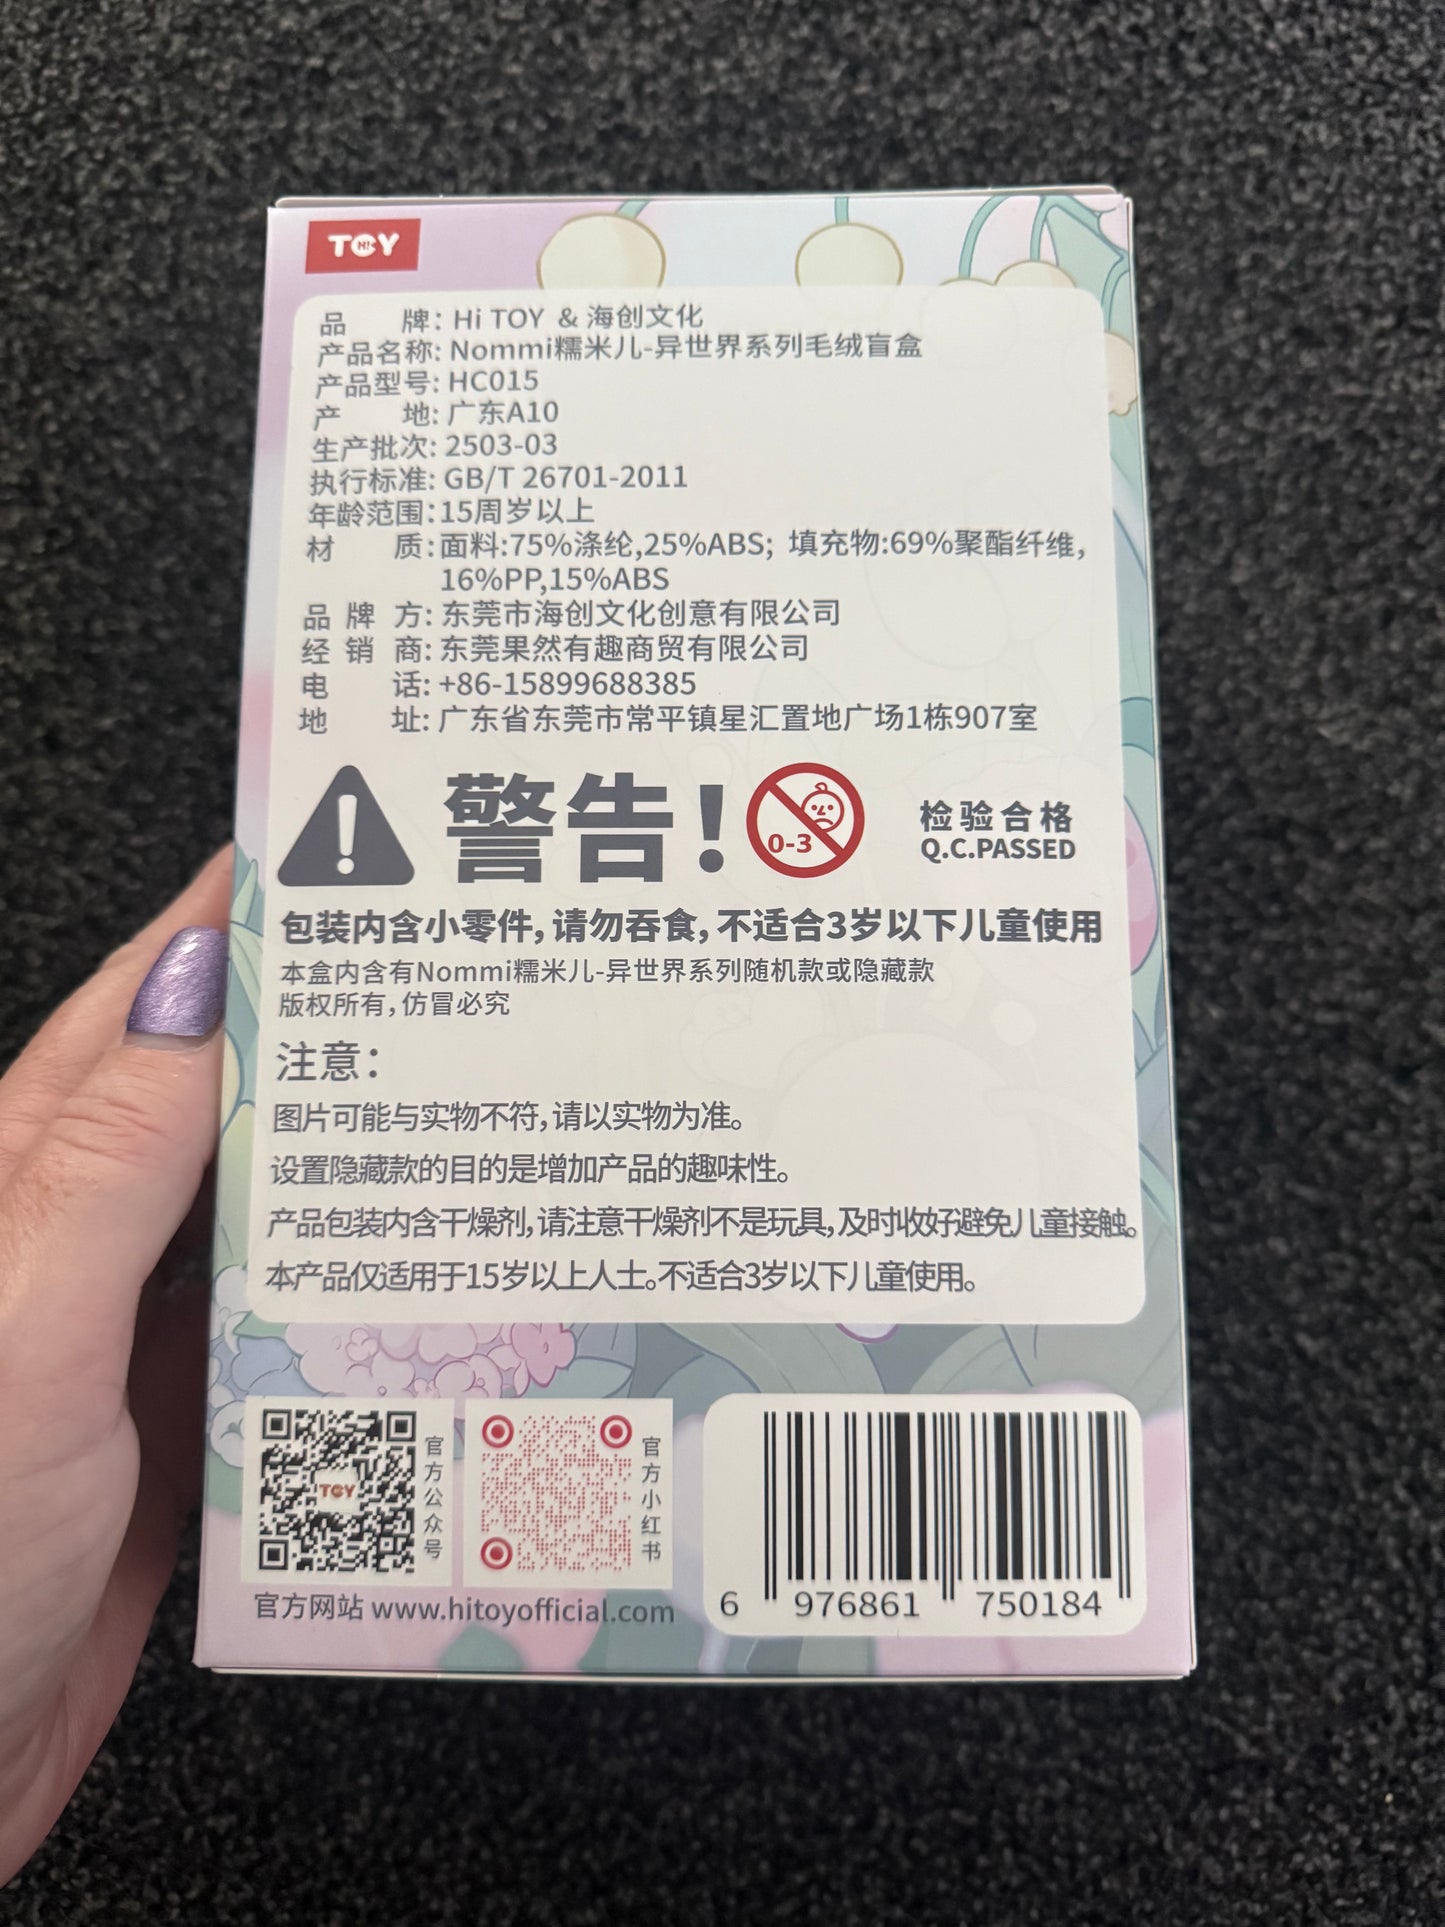 TOY
品 牌: Hi TOY & 海创文化
产品名称: Nommi糯米儿-异世界系列毛绒盲盒
产品型号: HC015
产 地: 广东A10
生产批次: 2503-03
执行标准: GB/T 26701-2011
年龄范围: 15周岁以上
材 质: 面料:75%涤纶,25%ABS; 填充物:69%聚酯纤维,
16%PP,15%ABS
品 牌 方: 东莞市海创文化创意有限公司
经 销 商: 东莞果然有趣商贸有限公司
电 话: +86-15899688385
地 址: 广东省东莞市常平镇星汇置地广场1栋907室
警告!
0-3
检验合格
Q.C.PASSED
包装内含小零件,请勿吞食,不适合3岁以下儿童使用
本盒内含有Nommi糯米儿-异世界系列随机款或隐藏款
版权所有,仿冒必究
注意:
图片可能与实物不符,请以实物为准。
设置隐藏款的目的是增加产品的趣味性。
产品包装内含干燥剂,请注意干燥剂不是玩具,及时收好避免儿童接触。
本产品仅适用于15岁以上人士。不适合3岁以下儿童使用。
TOY
官方公众号
官方小红书
官方网站 www.hitoyofficial.com
6 976861 750184